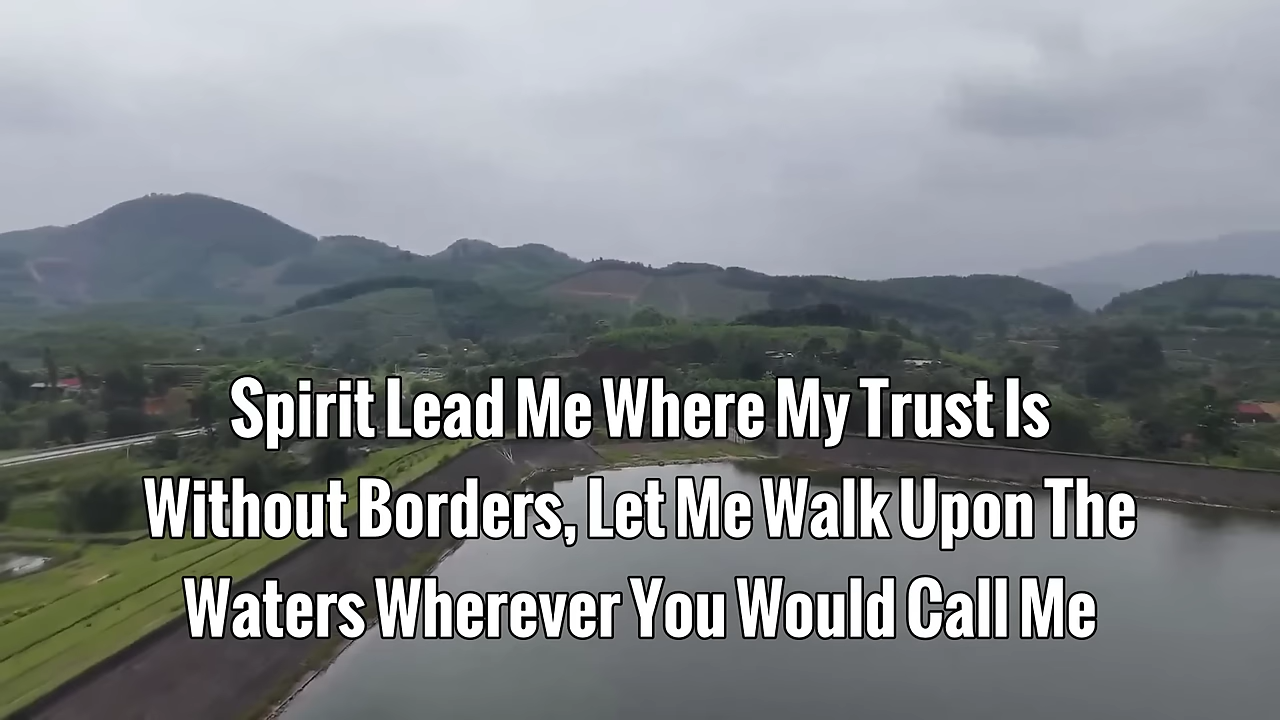 Spirit Lead Me Where My Trust Is
Without Borders, Let Me Walk Upon The
Waters Wherever You Would Call Me